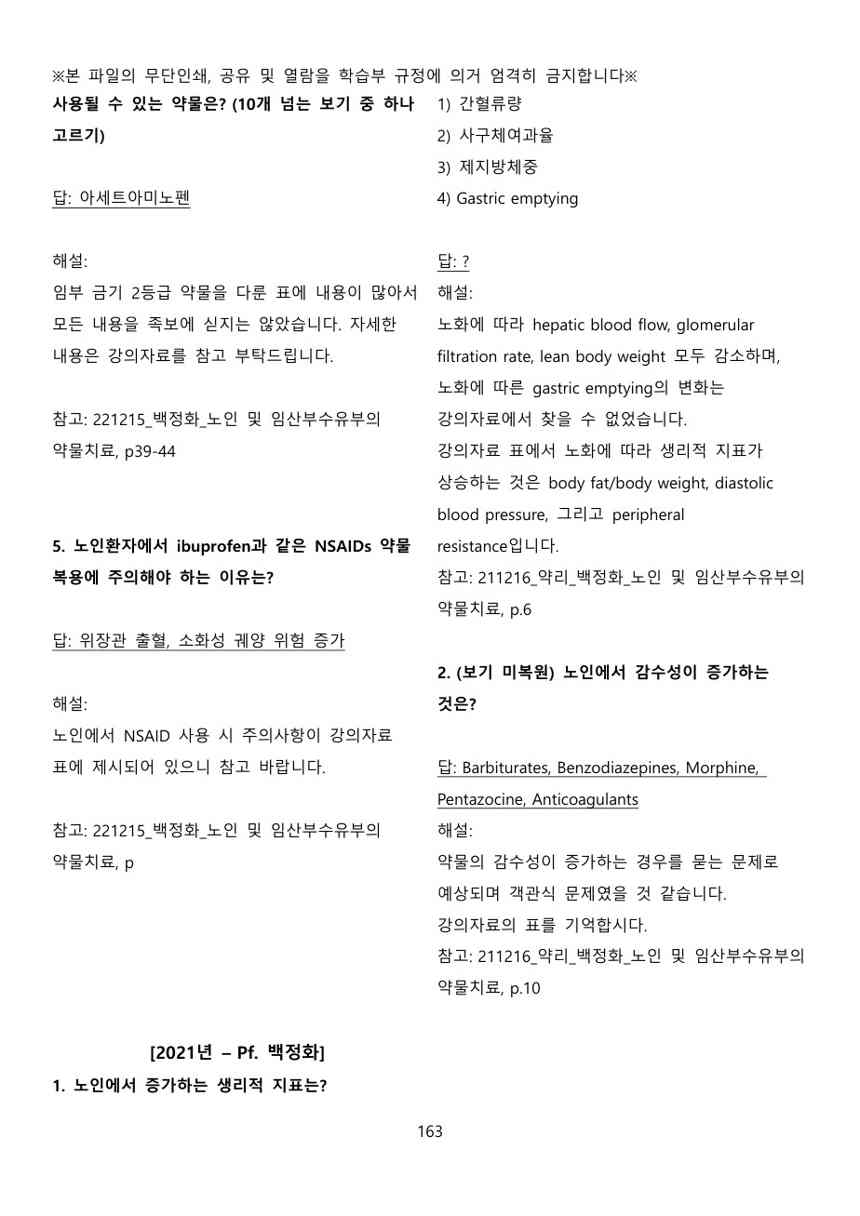 ※본 파일의 무단인쇄, 공유 및 열람을 학습부 규정에 의거 엄격히 금지합니다※
사용될 수 있는 약물은? (10개 넘는 보기 중 하나
고르기)
답: 아세트아미노펜
해설:
임부 금기 2등급 약물을 다룬 표에 내용이 많아서
모든 내용을 족보에 싣지는 않았습니다. 자세한
내용은 강의자료를 참고 부탁드립니다.
참고: 221215_백정화_노인 및 임산부수유부의
약물치료, p39-44
5. 노인환자에서 ibuprofen과 같은 NSAIDs 약물
복용에 주의해야 하는 이유는?
답: 위장관 출혈, 소화성 궤양 위험 증가
해설:
노인에서 NSAID 사용 시 주의사항이 강의자료
표에 제시되어 있으니 참고 바랍니다.
참고: 221215_백정화_노인 및 임산부수유부의
약물치료, p
[2021년 – Pf. 백정화]
1. 노인에서 증가하는 생리적 지표는?
1) 간혈류량
2) 사구체여과율
3) 제지방체중
4) Gastric emptying
답: ?
해설:
노화에 따라 hepatic blood flow, glomerular
filtration rate, lean body weight 모두 감소하며,
노화에 따른 gastric emptying의 변화는
강의자료에서 찾을 수 없었습니다.
강의자료 표에서 노화에 따라 생리적 지표가
상승하는 것은 body fat/body weight, diastolic
blood pressure, 그리고 peripheral
resistance입니다.
참고: 211216_약리_백정화_노인 및 임산부수유부의
약물치료, p.6
2. (보기 미복원) 노인에서 감수성이 증가하는
것은?
답: Barbiturates, Benzodiazepines, Morphine,
Pentazocine, Anticoagulants
해설:
약물의 감수성이 증가하는 경우를 묻는 문제로
예상되며 객관식 문제였을 것 같습니다.
강의자료의 표를 기억합시다.
참고: 211216_약리_백정화_노인 및 임산부수유부의
약물치료, p.10
163